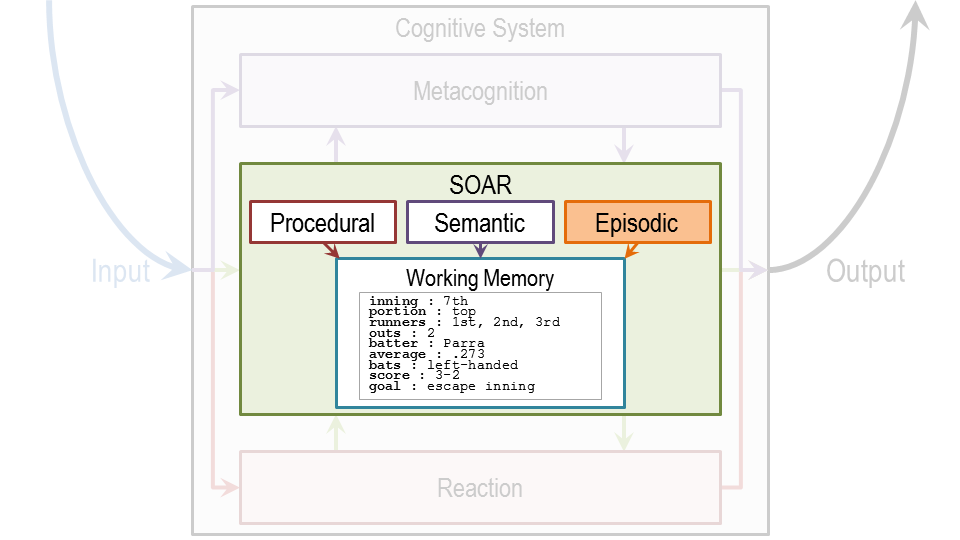 Cognitive System
Metacognition
SOAR
Procedural
Semantic
Episodic
Working Memory
inning : 7th
portion : top
runners : 1st, 2nd, 3rd
outs : 2
batter : Parra
average : .273
bats : left-handed
score : 3-2
goal : escape inning
Input
Output
Reaction